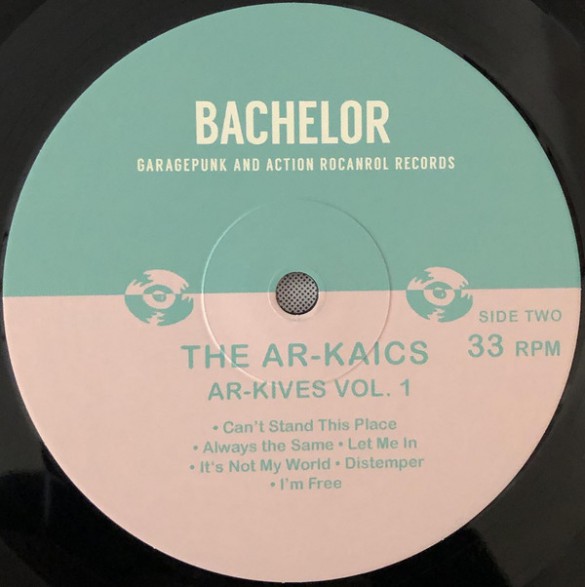 BACHELOR
GARAGEPUNK AND ACTION ROCANROL RECORDS
SIDE TWO
33 RPM
THE AR-KAICS
AR-KIVES VOL. 1
• Can't Stand This Place
• Always the Same • Let Me In
• It's Not My World • Distemper
• I'm Free